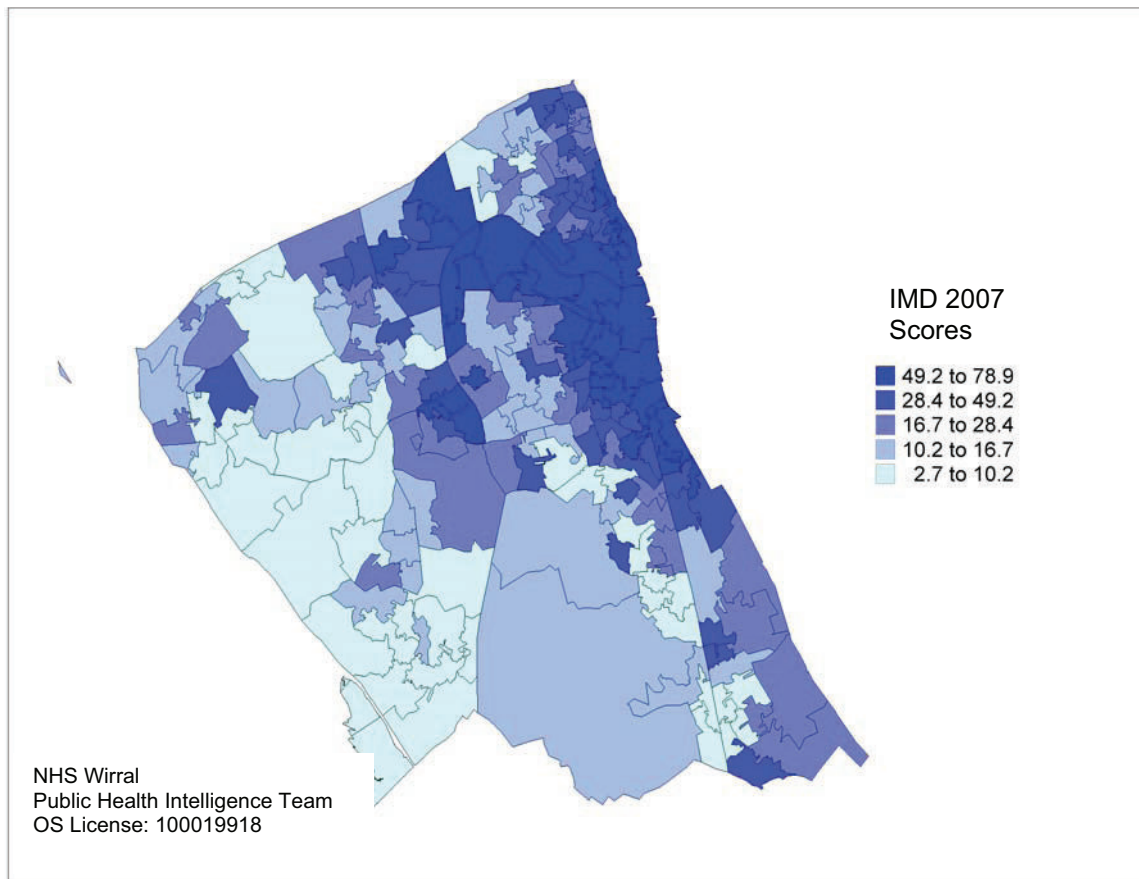 IMD 2007
Scores
49.2 to 78.9
28.4 to 49.2
16.7 to 28.4
10.2 to 16.7
2.7 to 10.2
NHS Wirral
Public Health Intelligence Team
OS License: 100019918